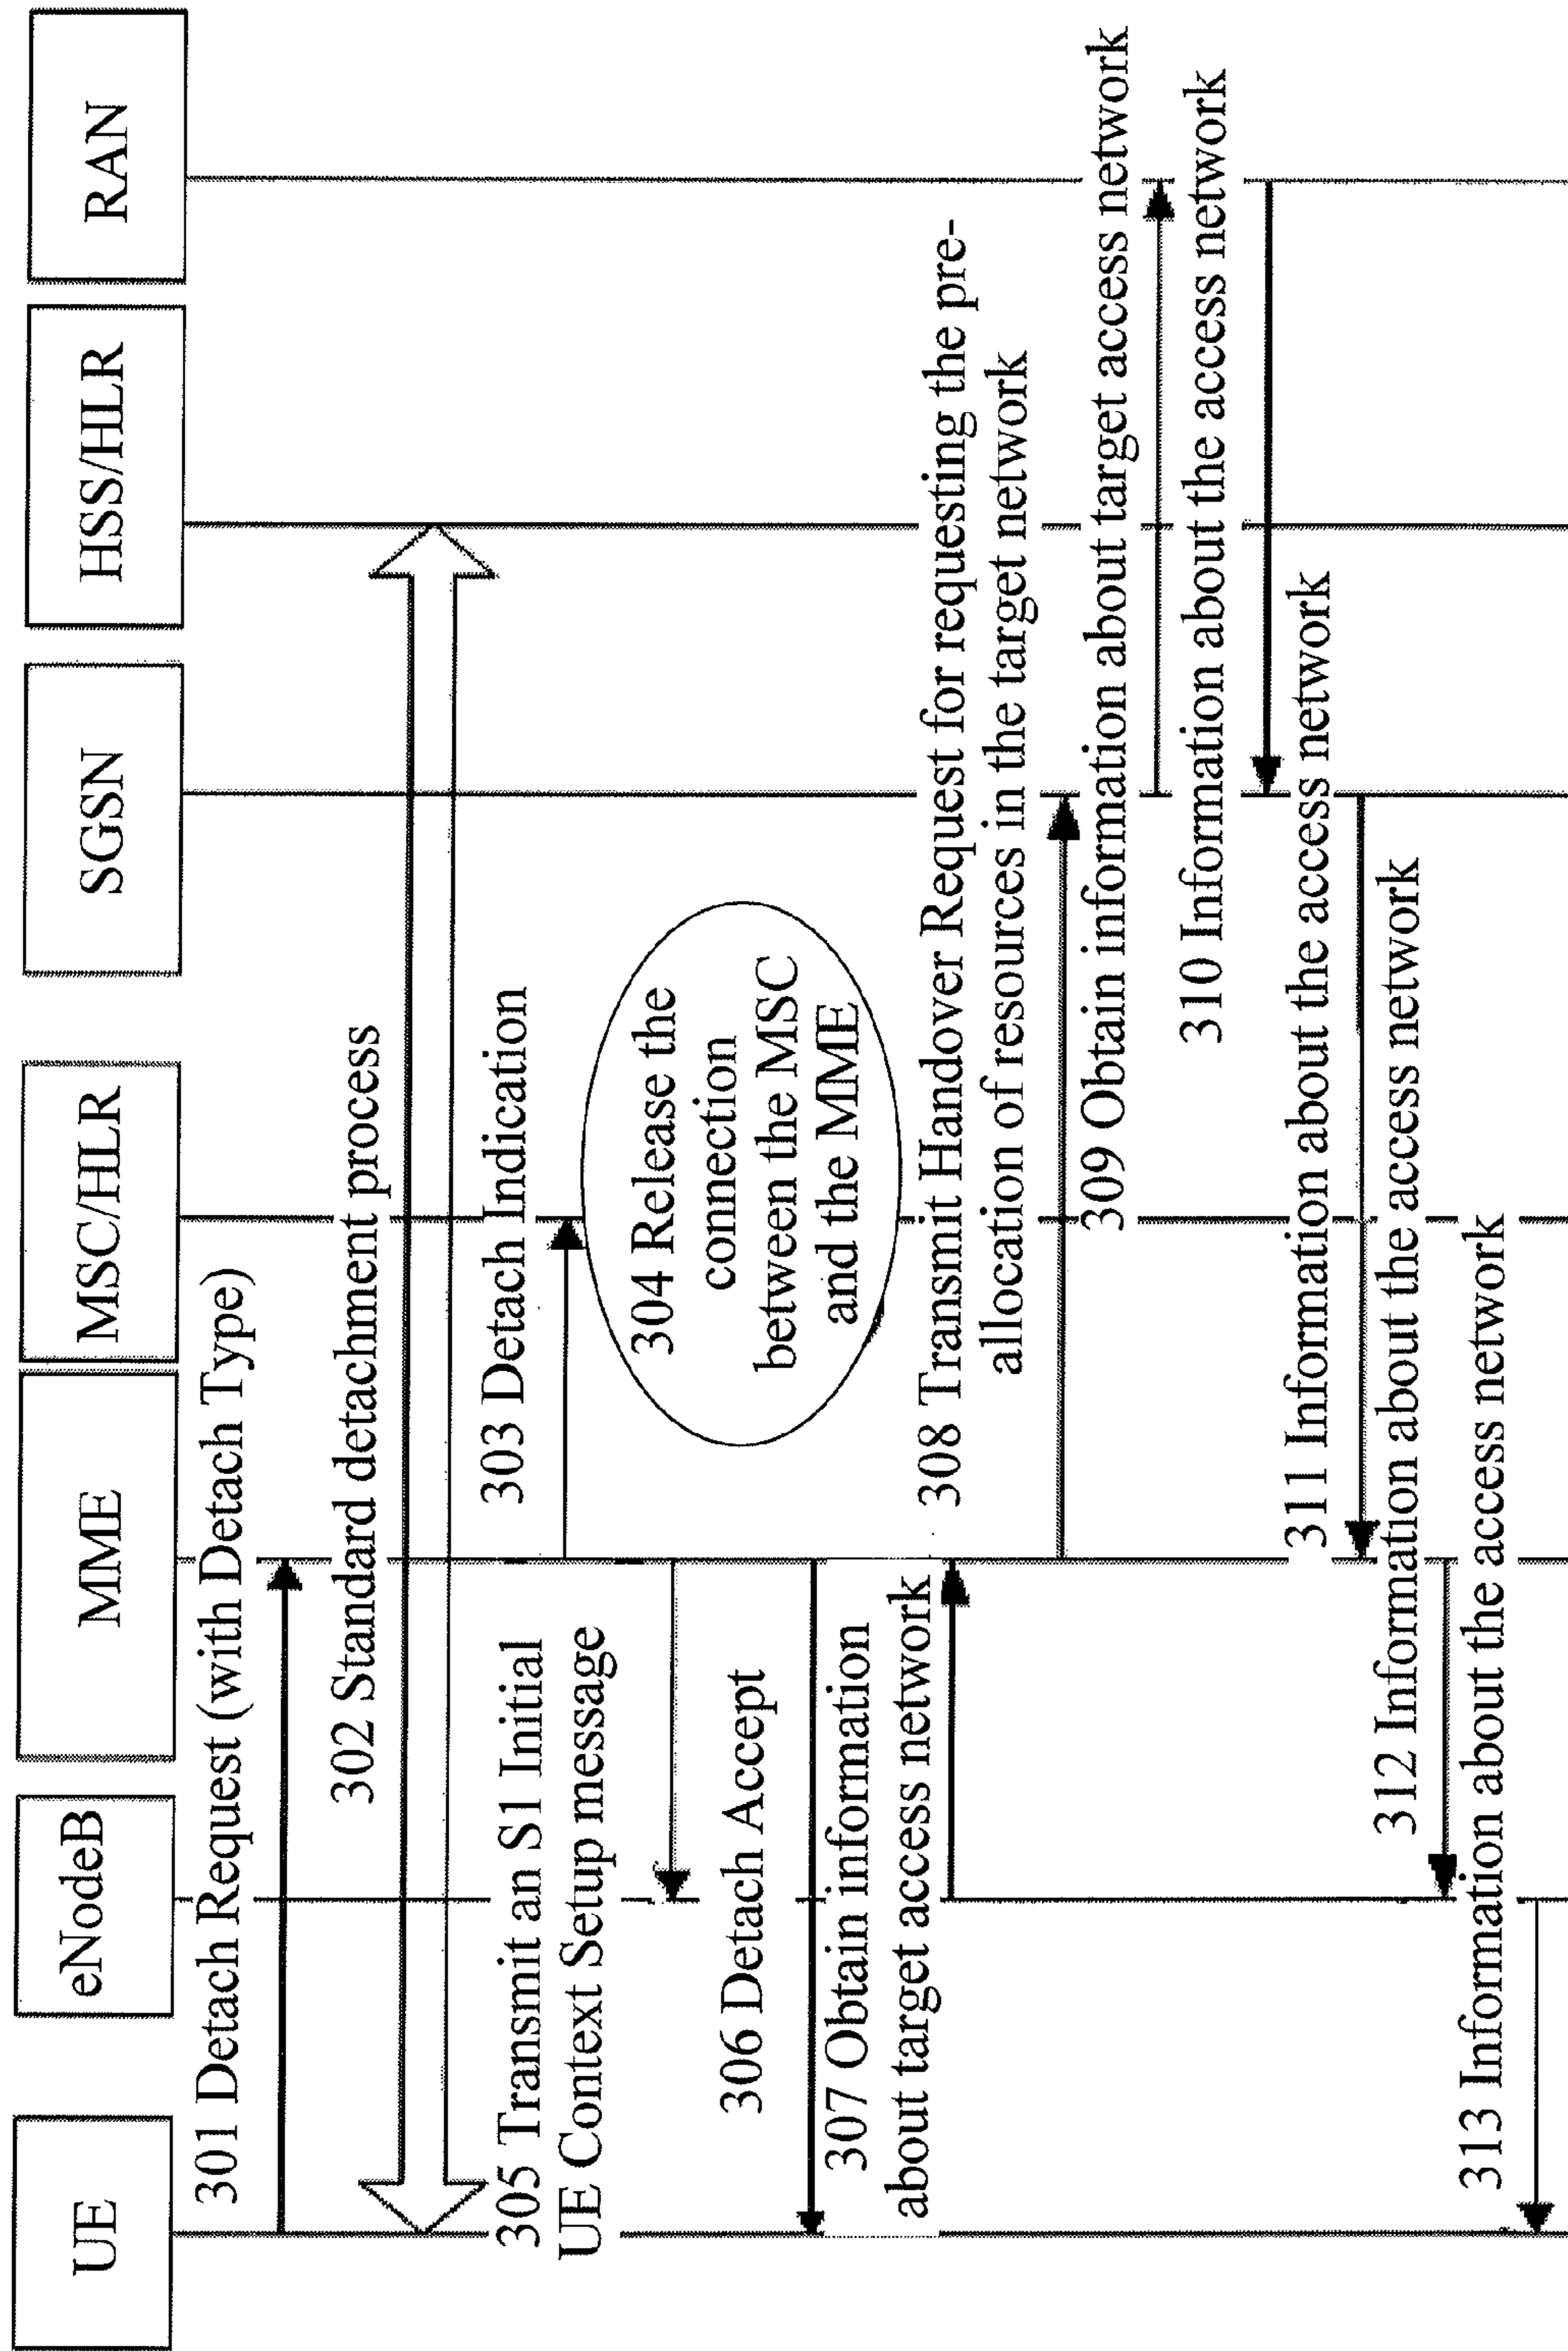 UE
eNodeB
MME
MSC/HLR
SGSN
HSS/HLR
RAN
301 Detach Request (with Detach Type)
302 Standard detachment process
303 Detach Indication
304 Release the
connection
between the MSC
and the MME
305 Transmit an S1 Initial
UE Context Setup message
306 Detach Accept
307 Obtain information
about target access network
308 Transmit Handover Request for requesting the pre-
allocation of resources in the target network
309 Obtain information about target access network
310 Information about the access network
311 Information about the access network
312 Information about the access network
313 Information about the access network